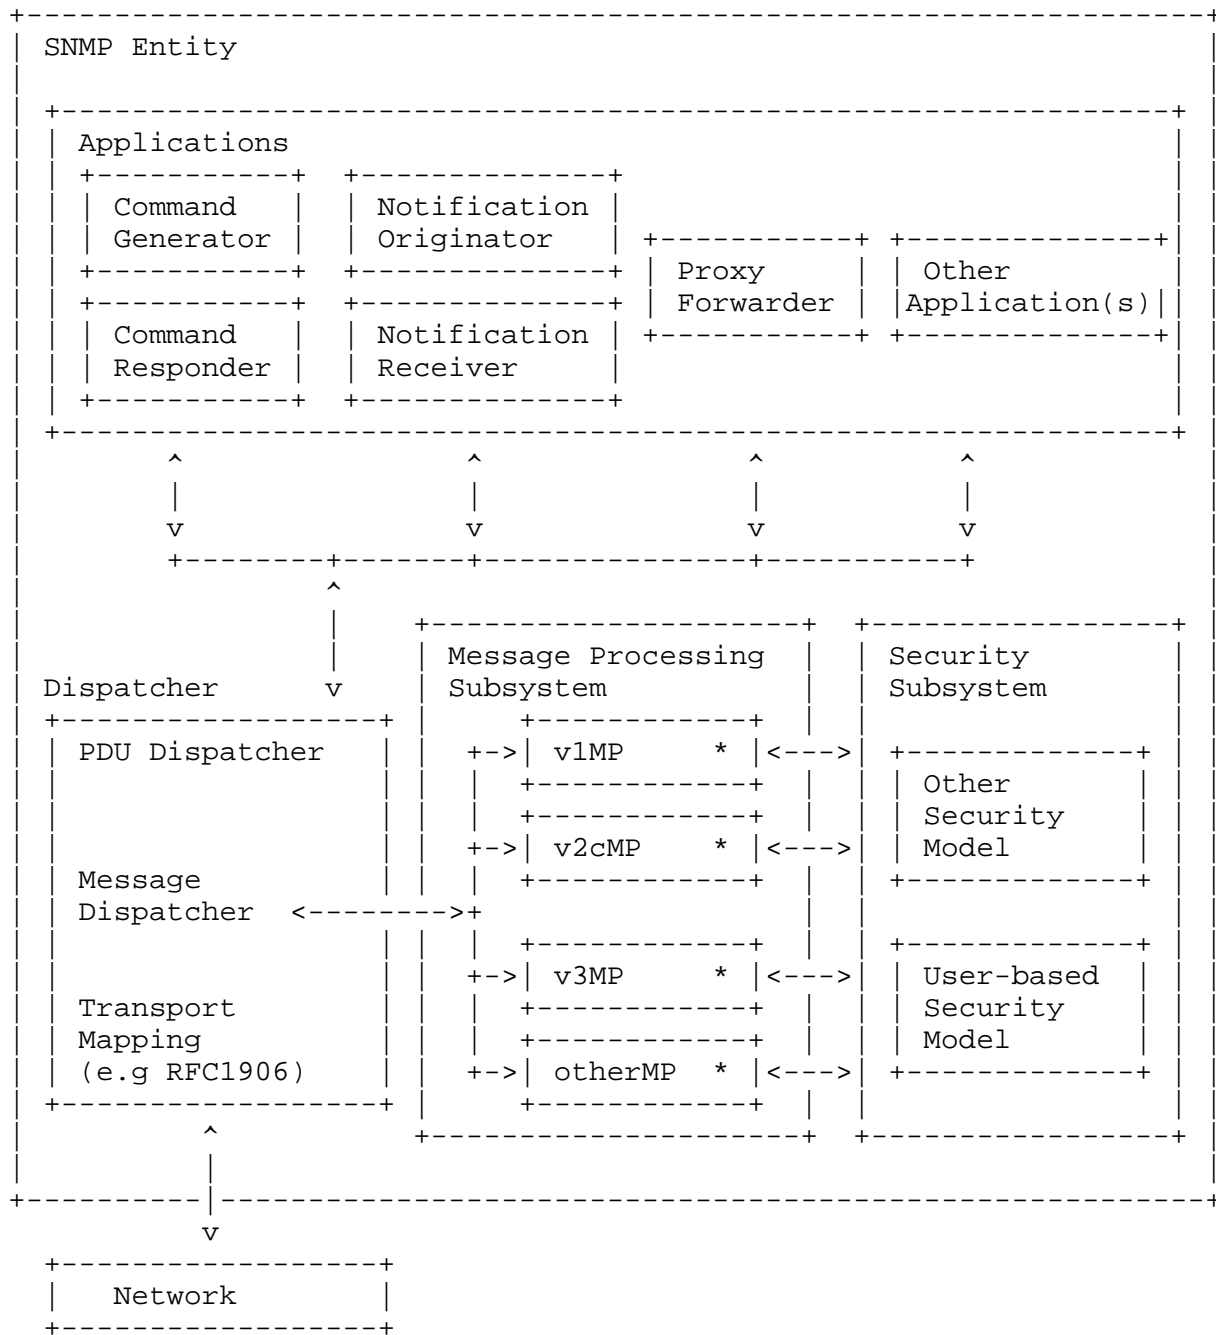 SNMP Entity
Applications
Command Generator
Notification Originator
Command Responder
Notification Receiver
Proxy Forwarder
Other Application(s)
Dispatcher
PDU Dispatcher
Message Dispatcher
Transport Mapping (e.g RFC1906)
Message Processing Subsystem
v1MP *
v2cMP *
v3MP *
otherMP *
Security Subsystem
Other Security Model
User-based Security Model
Network